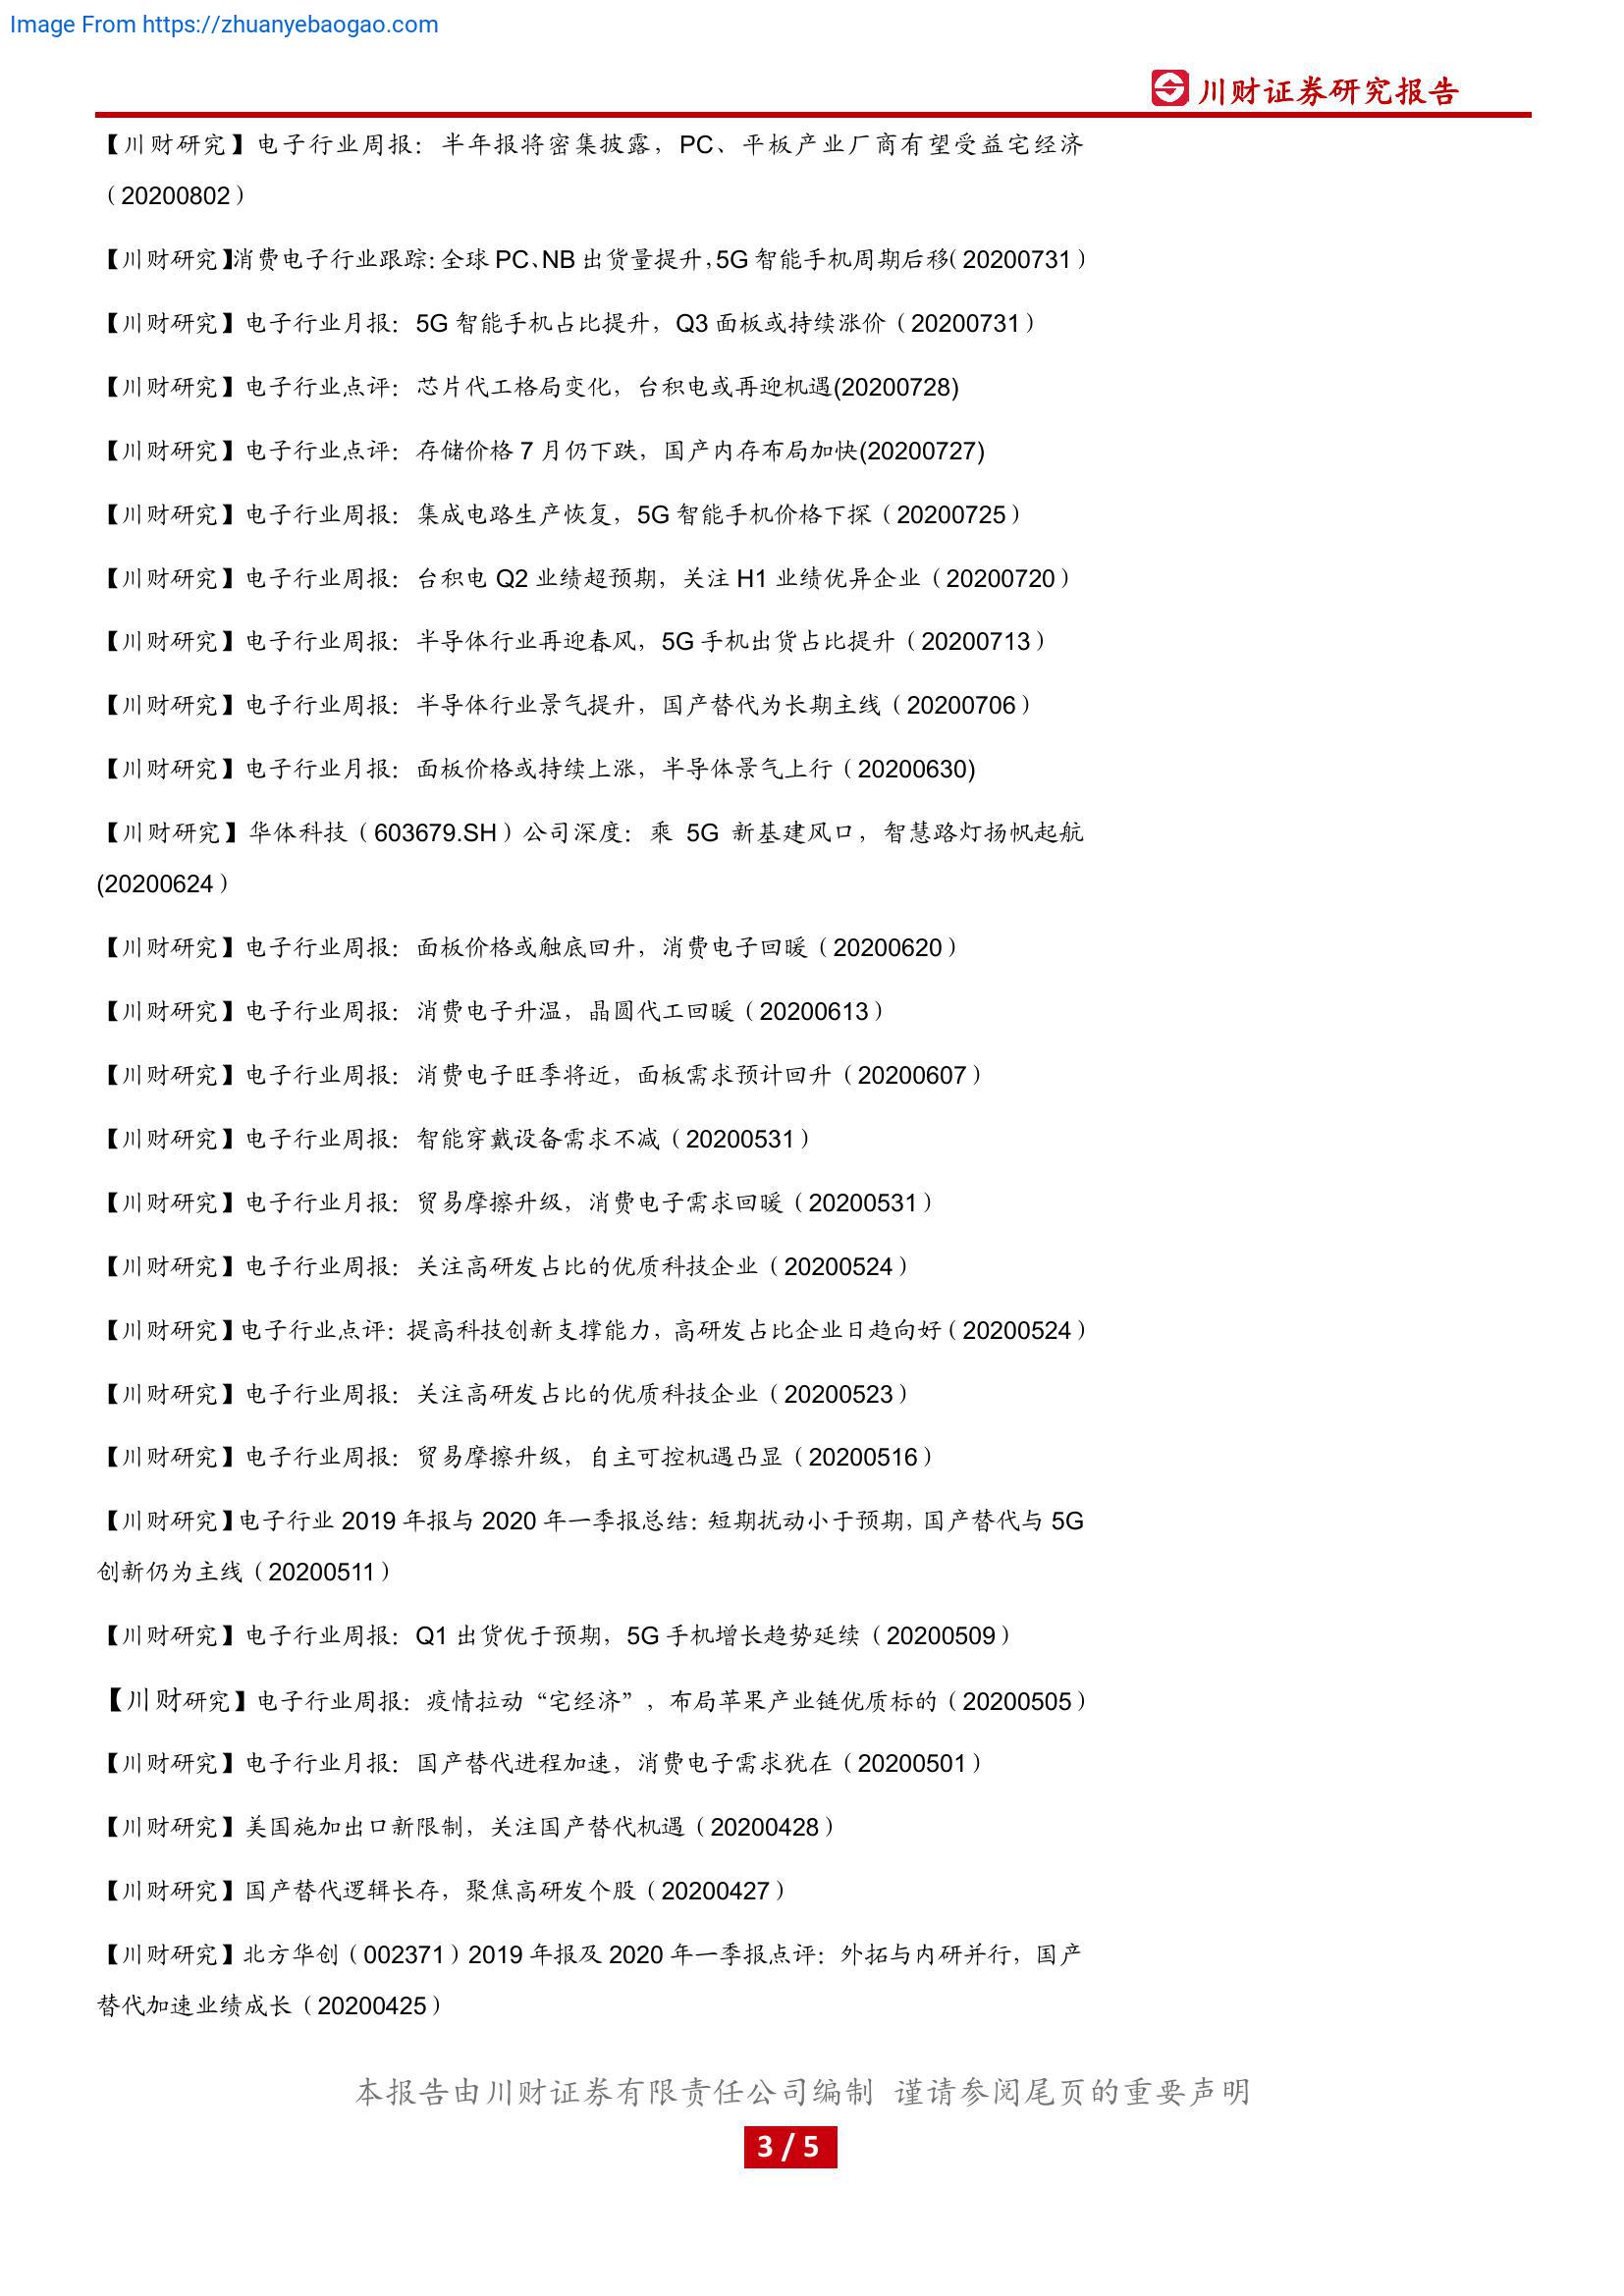 Image From https://zhuanyebaogao.com
川财证券研究报告
【川财研究】电子行业周报：半年报将密集披露，PC、平板产业厂商有望受益宅经济
（20200802）
【川财研究】消费电子行业跟踪：全球 PC、NB 出货量提升，5G 智能手机周期后移（20200731）
【川财研究】电子行业月报：5G 智能手机占比提升，Q3 面板或持续涨价（20200731）
【川财研究】电子行业点评：芯片代工格局变化，台积电或再迎机遇(20200728)
【川财研究】电子行业点评：存储价格 7 月仍下跌，国产内存布局加快(20200727)
【川财研究】电子行业周报：集成电路生产恢复，5G 智能手机价格下探（20200725）
【川财研究】电子行业周报：台积电 Q2 业绩超预期，关注 H1 业绩优异企业（20200720）
【川财研究】电子行业周报：半导体行业再迎春风，5G 手机出货占比提升（20200713）
【川财研究】电子行业周报：半导体行业景气提升，国产替代为长期主线（20200706）
【川财研究】电子行业月报：面板价格或持续上涨，半导体景气上行（20200630)
【川财研究】华体科技（603679.SH）公司深度：乘 5G 新基建风口，智慧路灯扬帆起航
(20200624）
【川财研究】电子行业周报：面板价格或触底回升，消费电子回暖（20200620）
【川财研究】电子行业周报：消费电子升温，晶圆代工回暖（20200613）
【川财研究】电子行业周报：消费电子旺季将近，面板需求预计回升（20200607）
【川财研究】电子行业周报：智能穿戴设备需求不减（20200531）
【川财研究】电子行业月报：贸易摩擦升级，消费电子需求回暖（20200531）
【川财研究】电子行业周报：关注高研发占比的优质科技企业（20200524）
【川财研究】电子行业点评：提高科技创新支撑能力，高研发占比企业日趋向好（20200524）
【川财研究】电子行业周报：关注高研发占比的优质科技企业（20200523）
【川财研究】电子行业周报：贸易摩擦升级，自主可控机遇凸显（20200516）
【川财研究】电子行业 2019 年报与 2020 年一季报总结：短期扰动小于预期，国产替代与 5G
创新仍为主线（20200511）
【川财研究】电子行业周报：Q1 出货优于预期，5G 手机增长趋势延续（20200509）
【川财研究】电子行业周报：疫情拉动“宅经济”，布局苹果产业链优质标的（20200505）
【川财研究】电子行业月报：国产替代进程加速，消费电子需求犹在（20200501）
【川财研究】美国施加出口新限制，关注国产替代机遇（20200428）
【川财研究】国产替代逻辑长存，聚焦高研发个股（20200427）
【川财研究】北方华创（002371）2019 年报及 2020 年一季报点评：外拓与内研并行，国产
替代加速业绩成长（20200425）
本报告由川财证券有限责任公司编制 谨请参阅尾页的重要声明
3 / 5